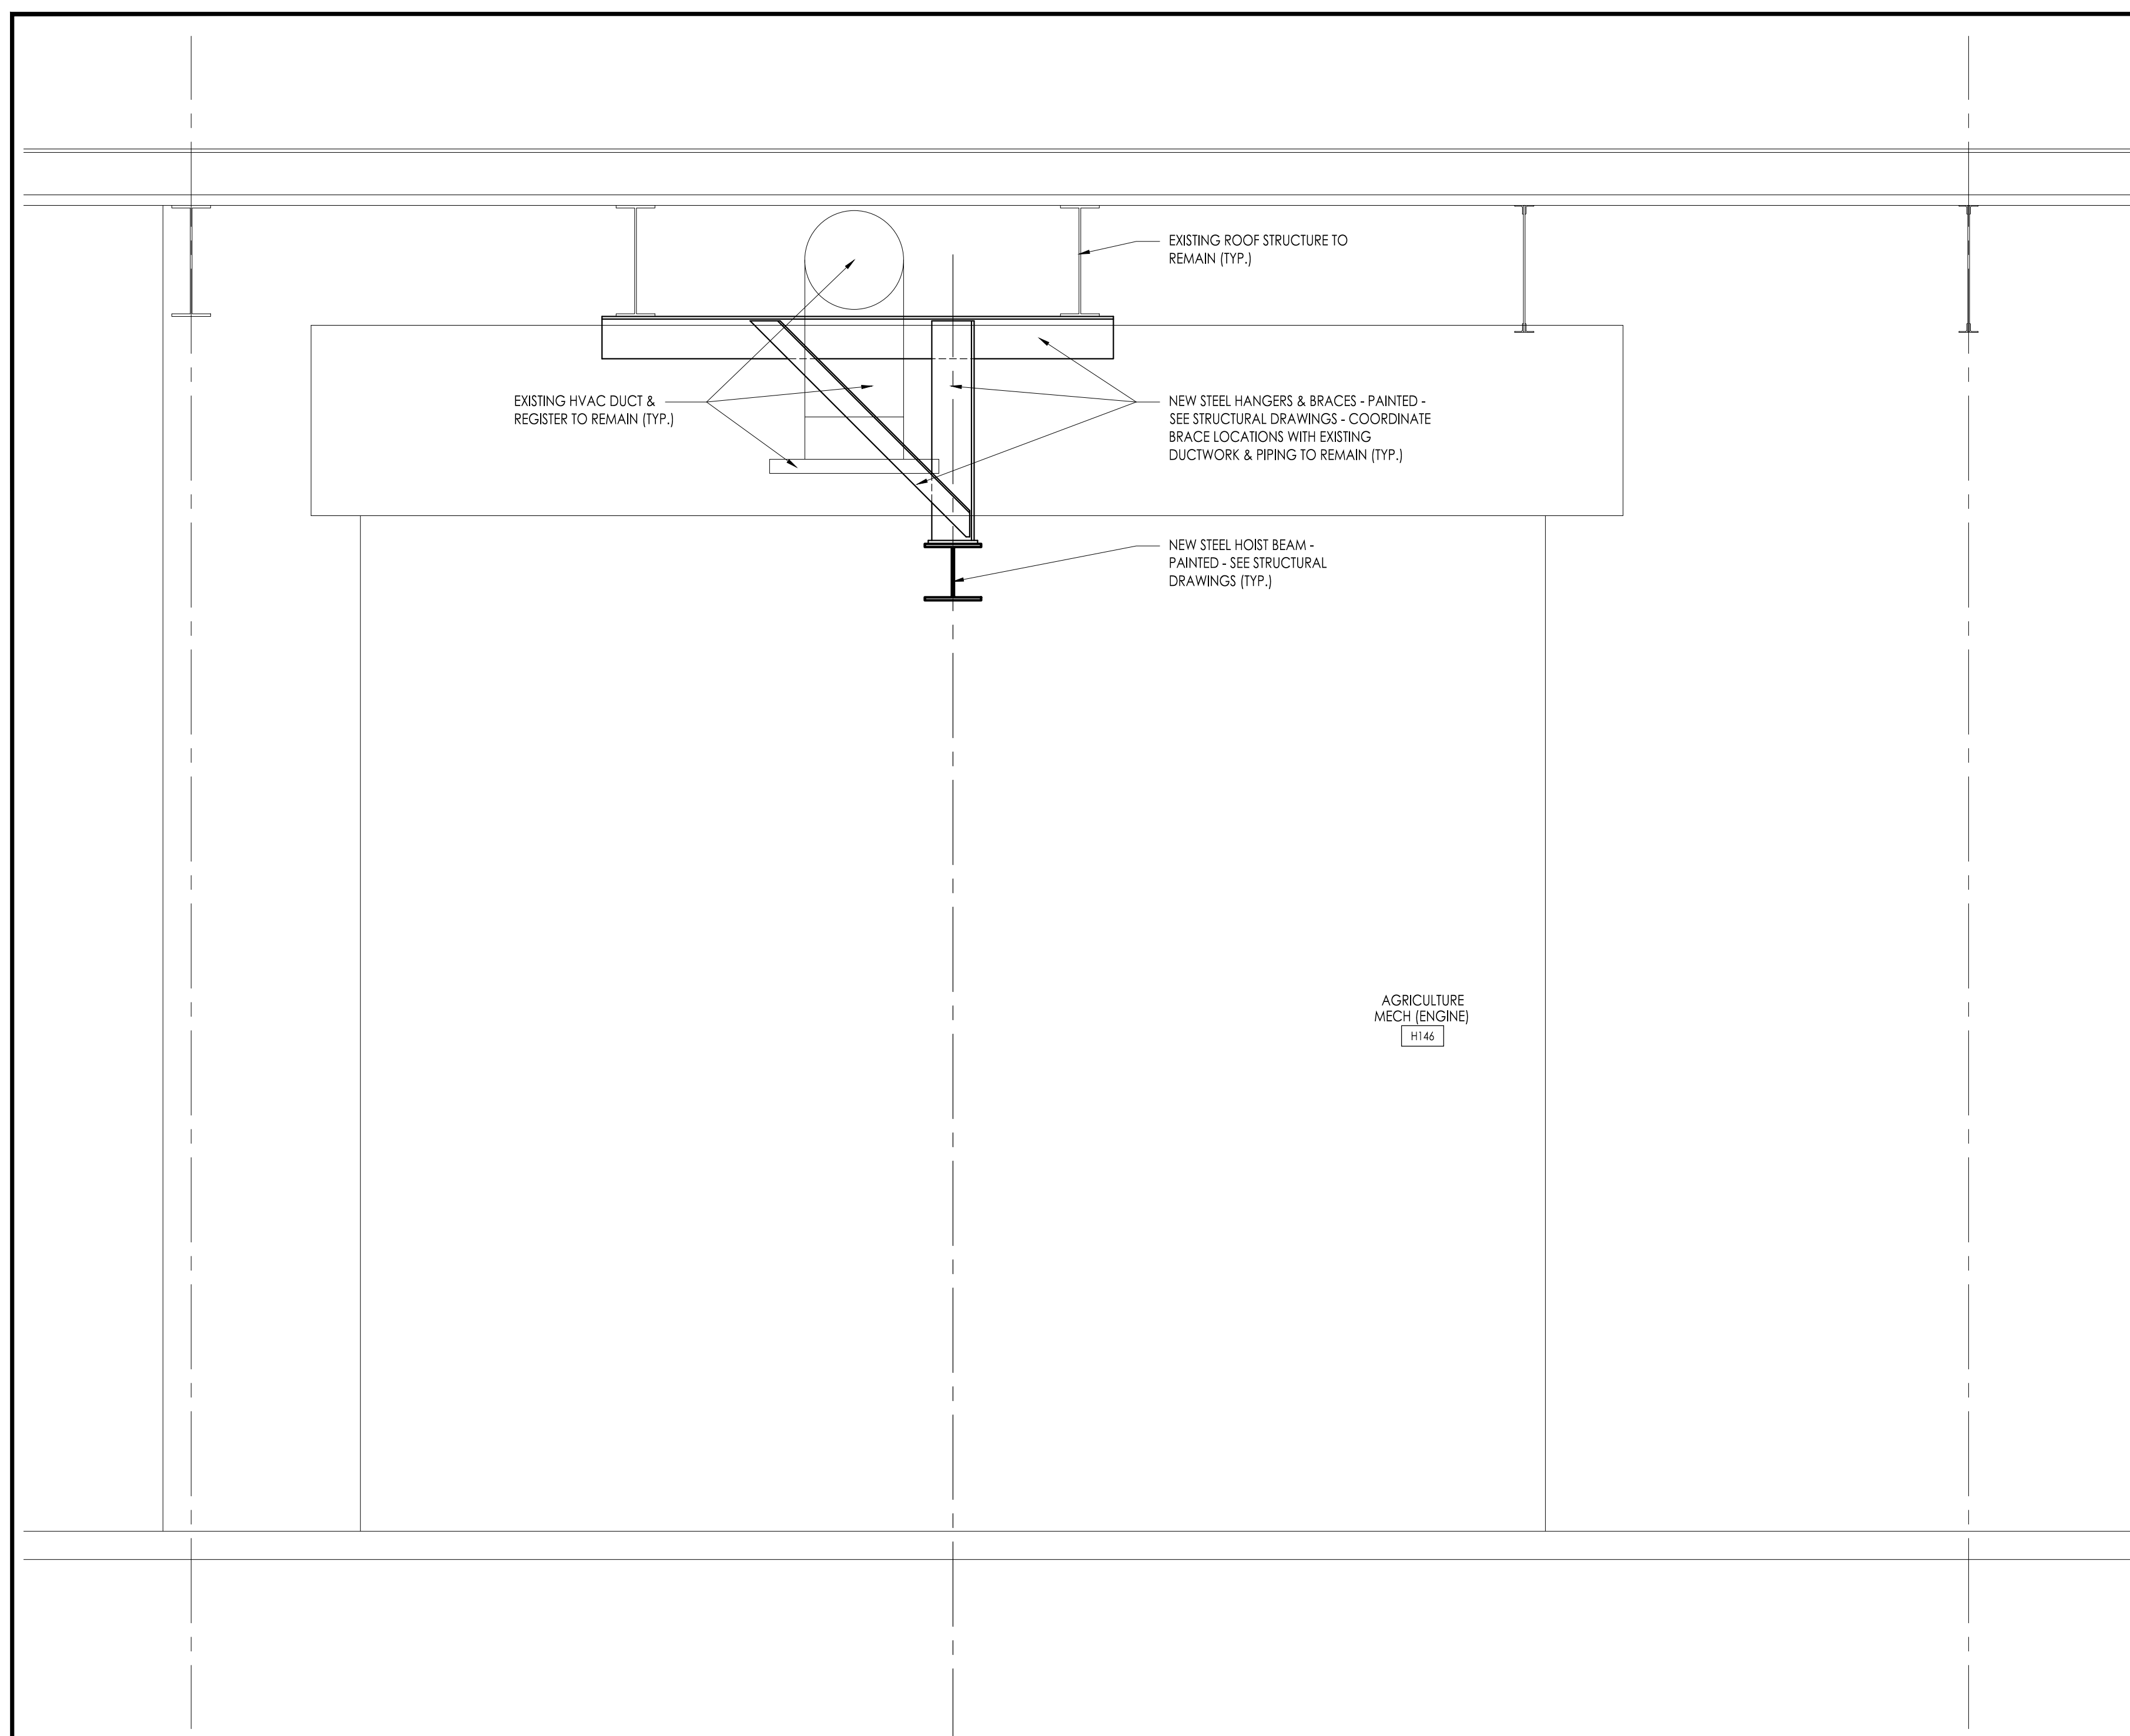 EXISTING ROOF STRUCTURE TO
REMAIN (TYP.)
EXISTING HVAC DUCT &
REGISTER TO REMAIN (TYP.)
NEW STEEL HANGERS & BRACES - PAINTED -
SEE STRUCTURAL DRAWINGS - COORDINATE
BRACE LOCATIONS WITH EXISTING
DUCTWORK & PIPING TO REMAIN (TYP.)
NEW STEEL HOIST BEAM -
PAINTED - SEE STRUCTURAL
DRAWINGS (TYP.)
AGRICULTURE
MECH (ENGINE)
H146